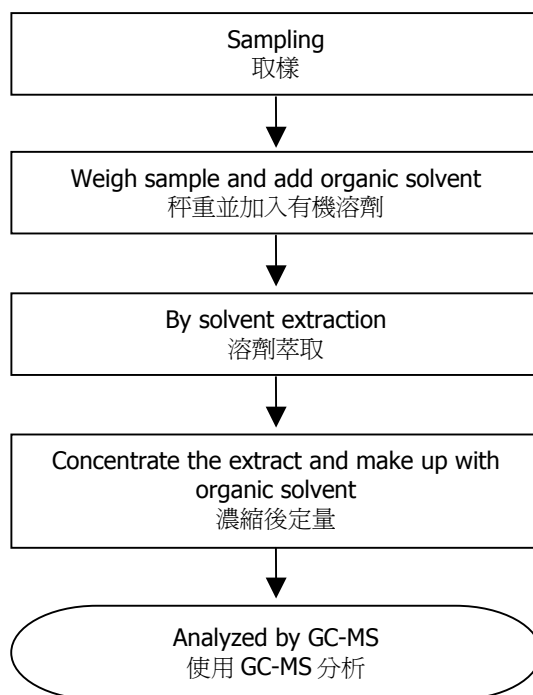 Sampling
取樣
Weigh sample and add organic solvent
秤重並加入有機溶劑
By solvent extraction
溶劑萃取
Concentrate the extract and make up with
organic solvent
濃縮後定量
Analyzed by GC-MS
使用 GC-MS 分析